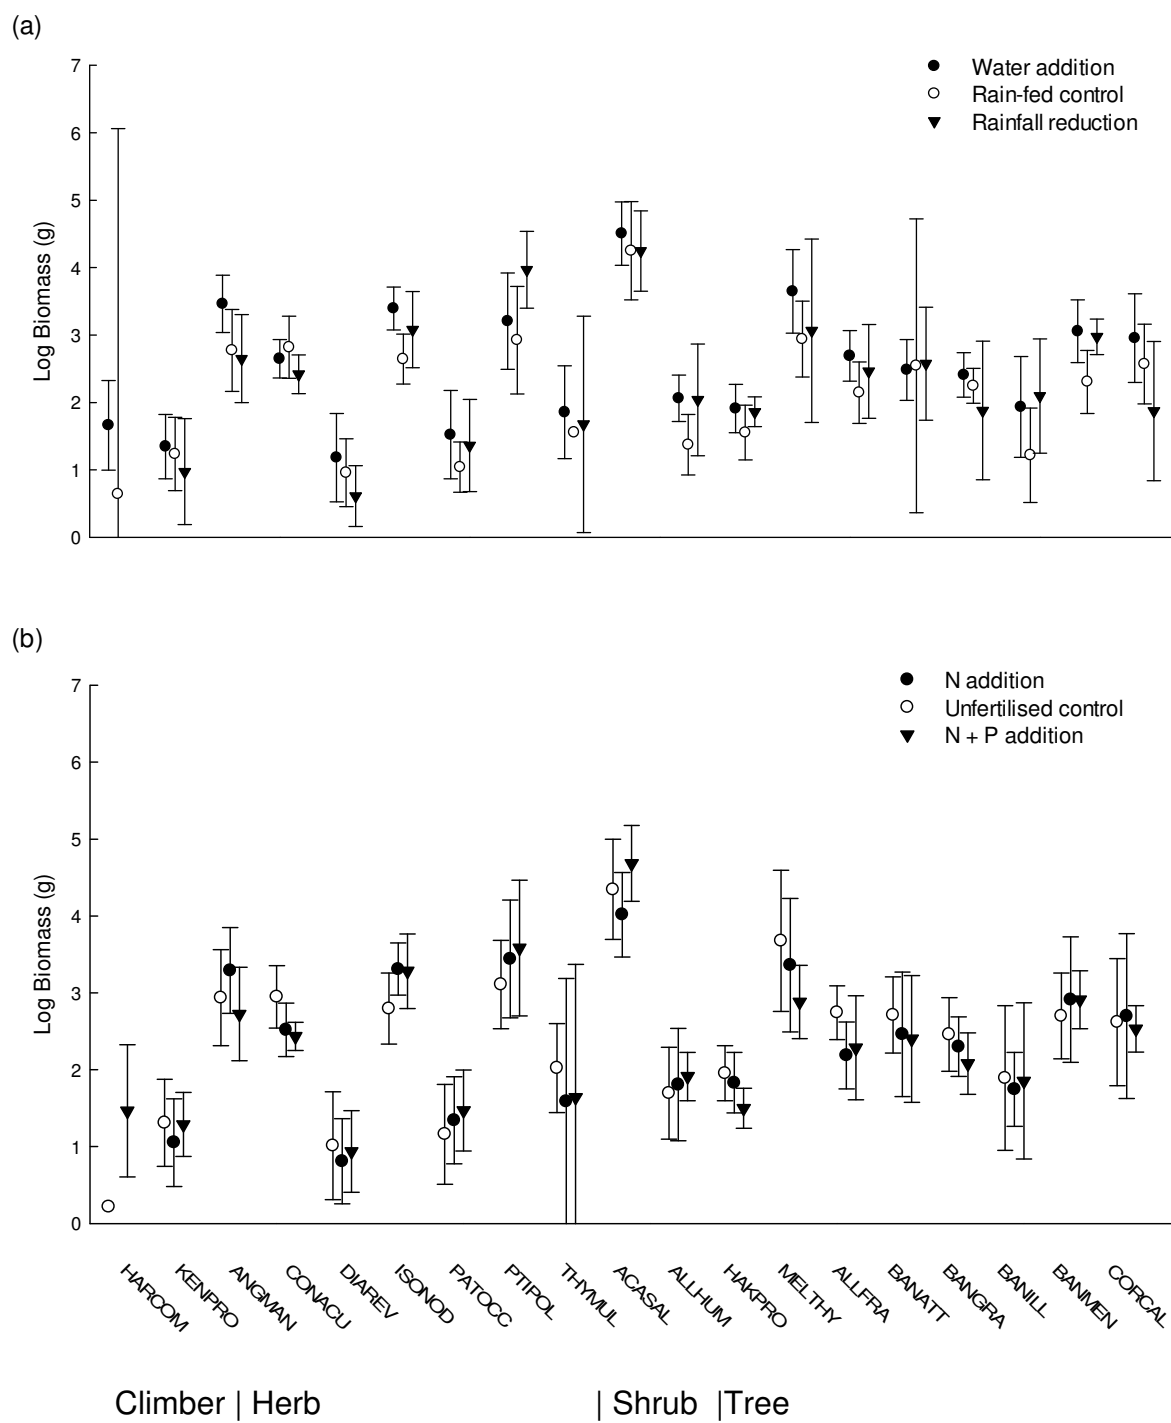 (a)
7
6
5
4
3
2
1
0
Log Biomass (g)
Water addition
Rain-fed control
Rainfall reduction
(b)
7
6
5
4
3
2
1
0
Log Biomass (g)
N addition
Unfertilised control
N + P addition
HARCOM
KENPRO
ANGMAN
CONACU
DIAREV
ISONOD
PATOCC
PTIPOL
THYMUL
ACASAL
ALLHUM
HAKPRO
MELTHY
ALLFRA
BANATT
BANGRA
BANILL
BANMEN
CORCAL
Climber | Herb | Shrub |Tree